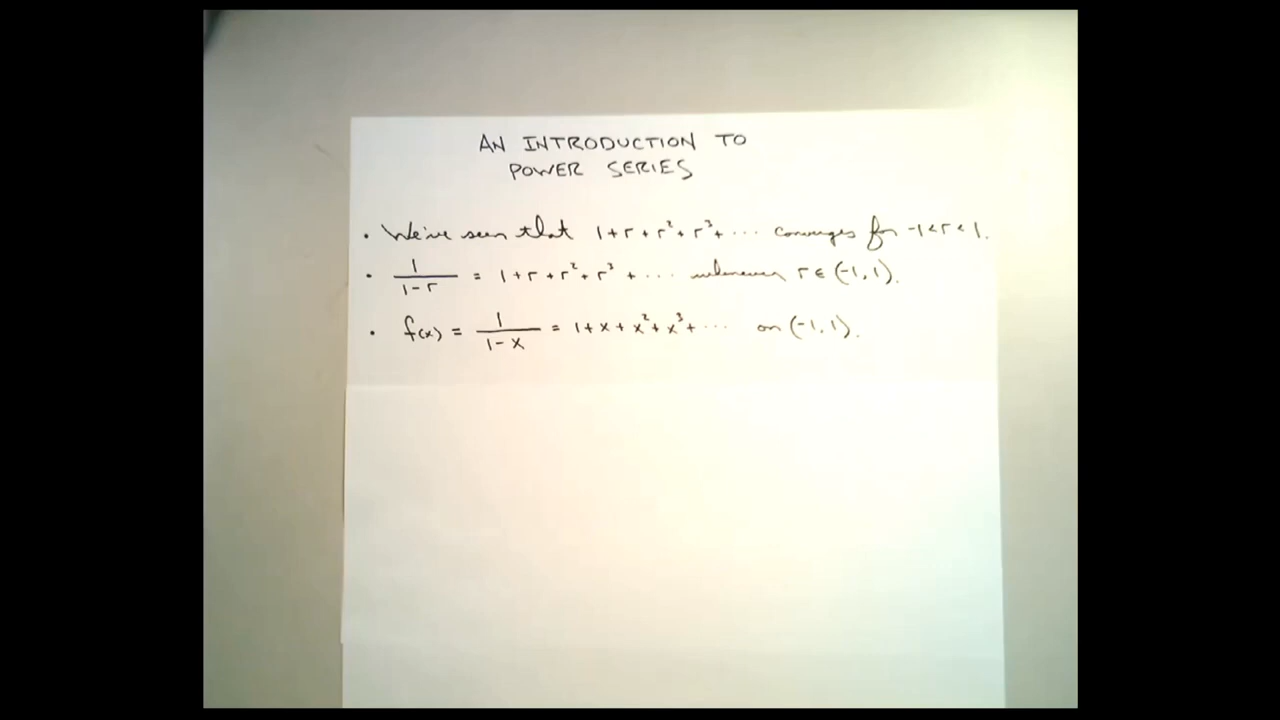 AN INTRODUCTION TO
POWER SERIES
• We've seen that 1 + r + r² + r³ + ⋯ converges for -1 < r < 1.
• 1/(1-r) = 1 + r + r² + r³ + ⋯ whenever r ∈ (-1, 1).
• f(x) = 1/(1-x) = 1 + x + x² + x³ + ⋯ on (-1, 1).